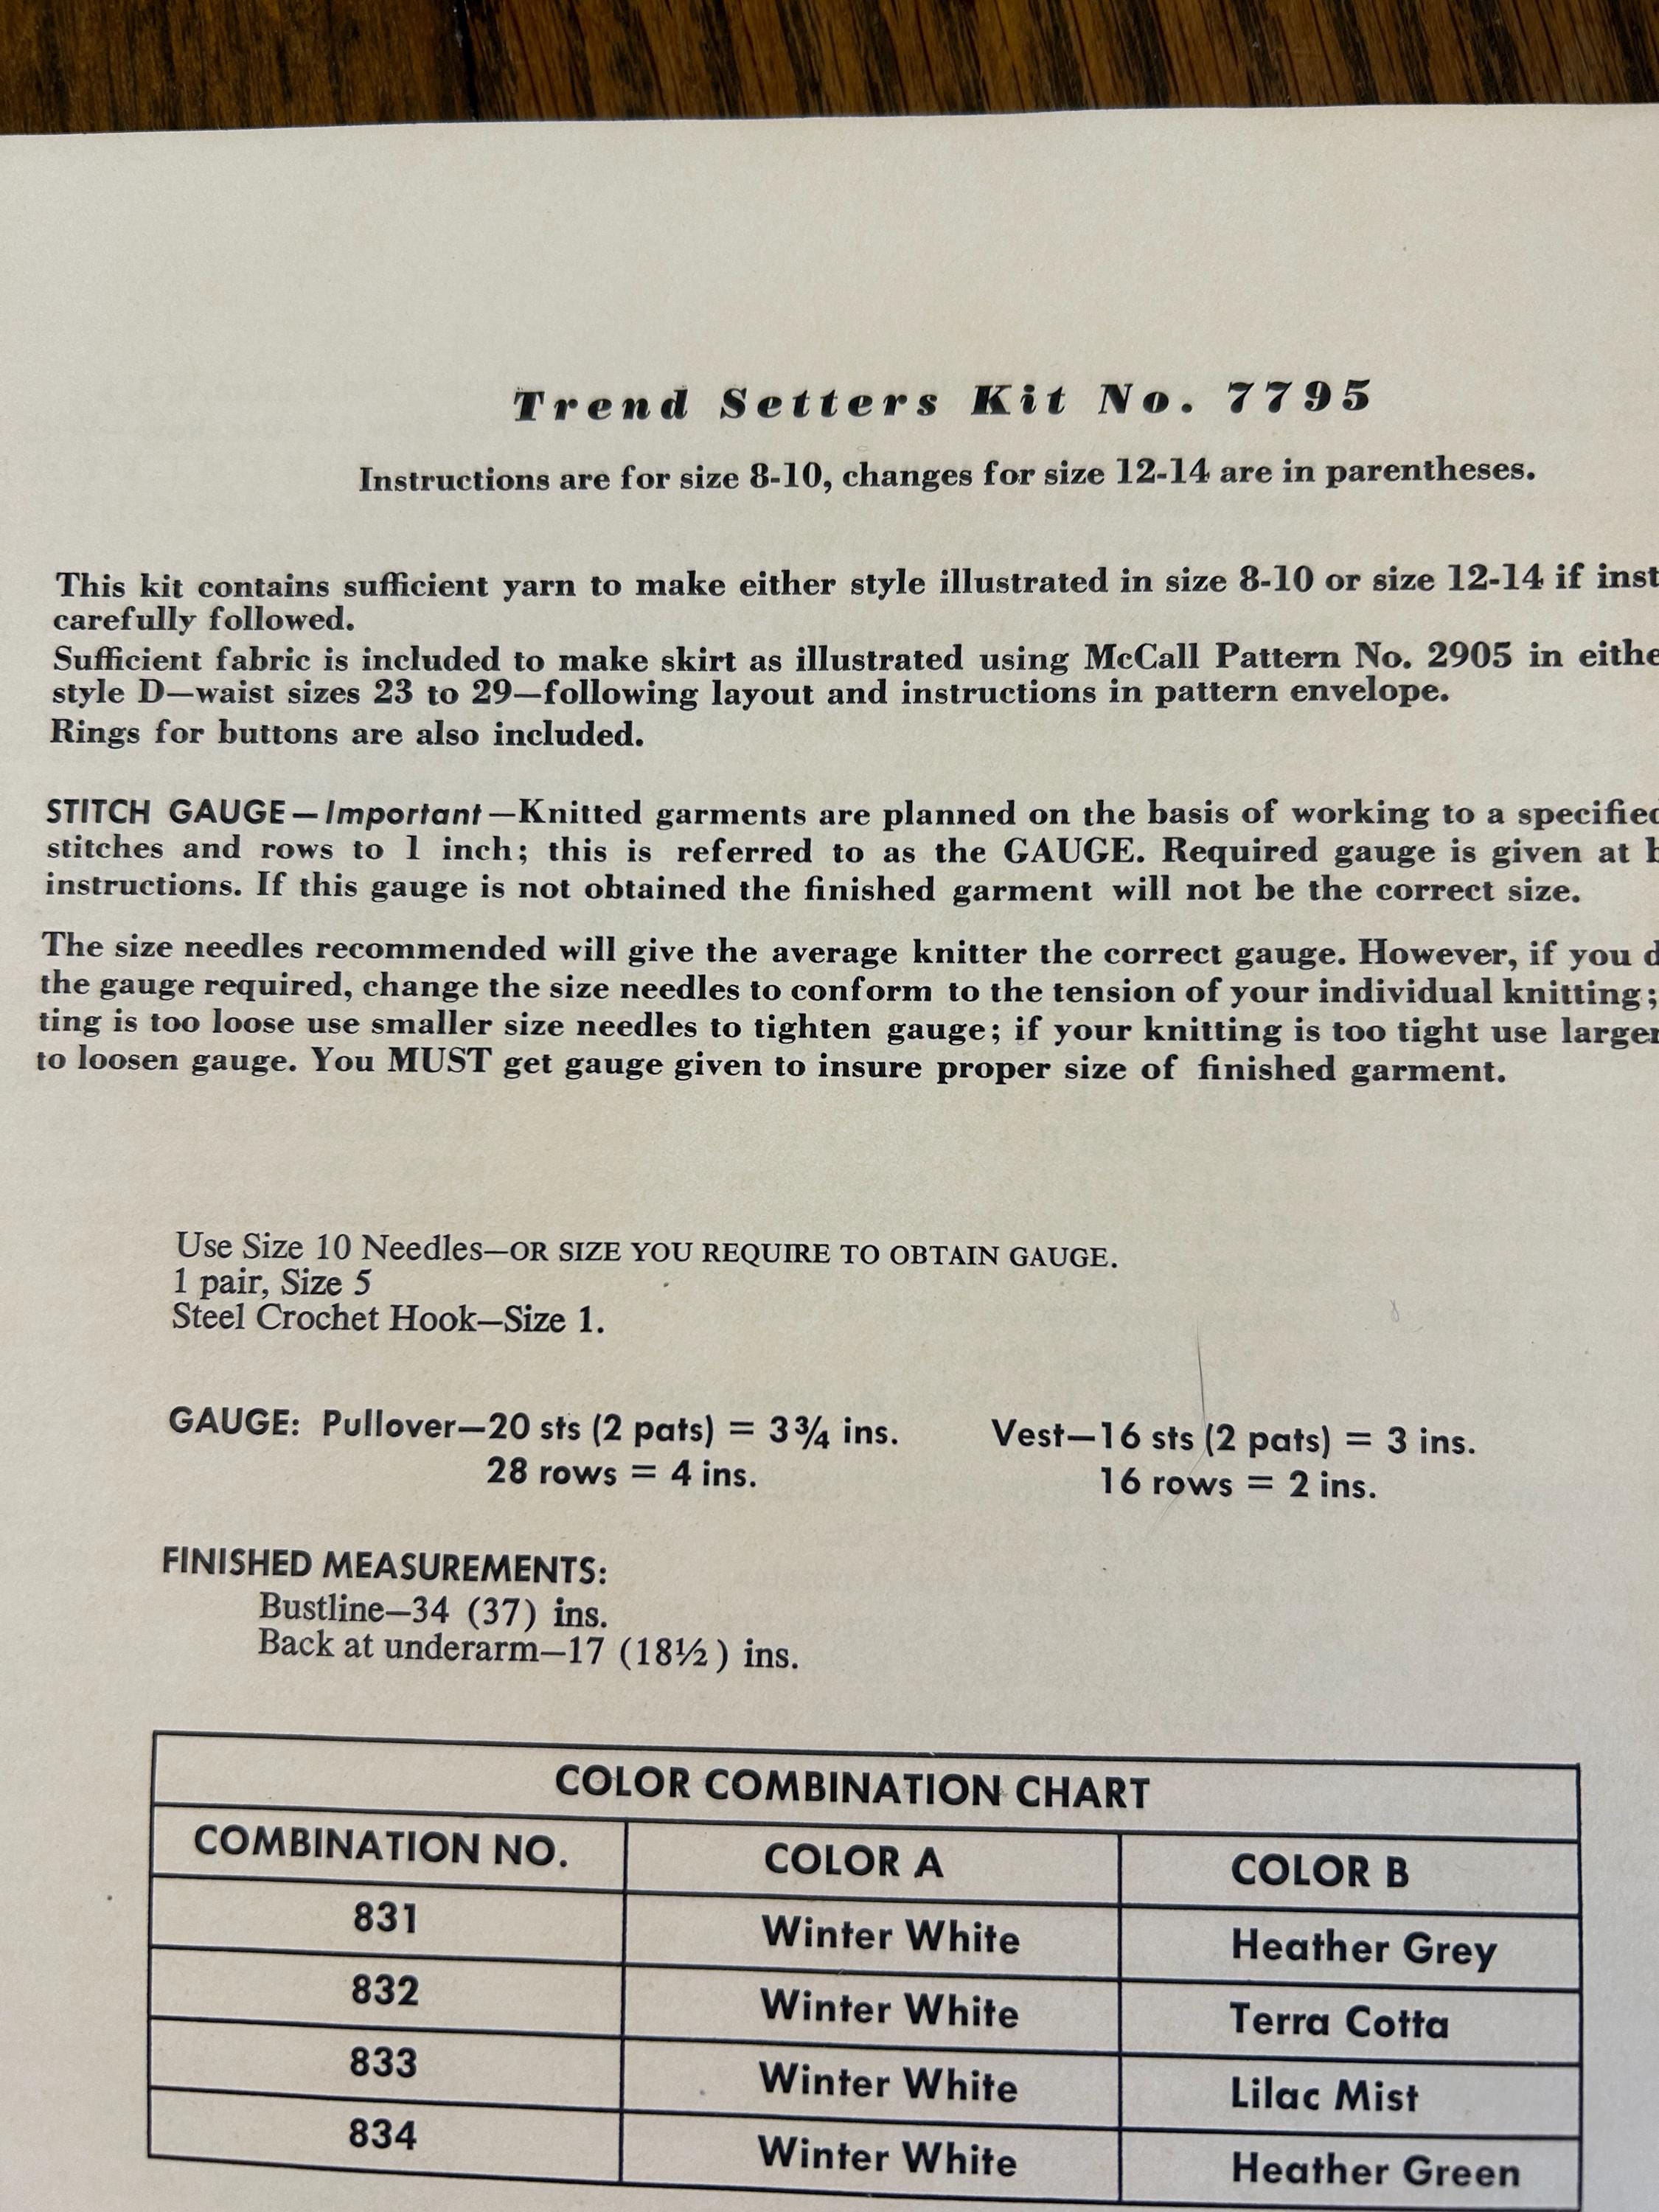 Trend Setters Kit No. 7795
Instructions are for size 8-10, changes for size 12-14 are in parentheses.
This kit contains sufficient yarn to make either style illustrated in size 8-10 or size 12-14 if
carefully followed.
Sufficient fabric is included to make skirt as illustrated using McCall Pattern No. 2905 in
style D—waist sizes 23 to 29—following layout and instructions in pattern envelope.
Rings for buttons are also included.
STITCH GAUGE—Important—Knitted garments are planned on the basis of working to a specified
stitches and rows to 1 inch; this is referred to as the GAUGE. Required gauge is given at
instructions. If this gauge is not obtained the finished garment will not be the correct size.
The size needles recommended will give the average knitter the correct gauge. However, if you
the gauge required, change the size needles to conform to the tension of your individual knitting;
ting is too loose use smaller size needles to tighten gauge; if your knitting is too tight use larger
to loosen gauge. You MUST get gauge given to insure proper size of finished garment.
Use Size 10 Needles—OR SIZE YOU REQUIRE TO OBTAIN GAUGE.
1 pair, Size 5
Steel Crochet Hook—Size 1.
GAUGE: Pullover—20 sts (2 pats) = 3¾ ins. Vest—16 sts (2 pats) = 3 ins.
28 rows = 4 ins. 16 rows = 2 ins.
FINISHED MEASUREMENTS:
Bustline—34 (37) ins.
Back at underarm—17 (18½) ins.
COLOR COMBINATION CHART
COMBINATION NO. COLOR A COLOR B
831 Winter White Heather Grey
832 Winter White Terra Cotta
833 Winter White Lilac Mist
834 Winter White Heather Green